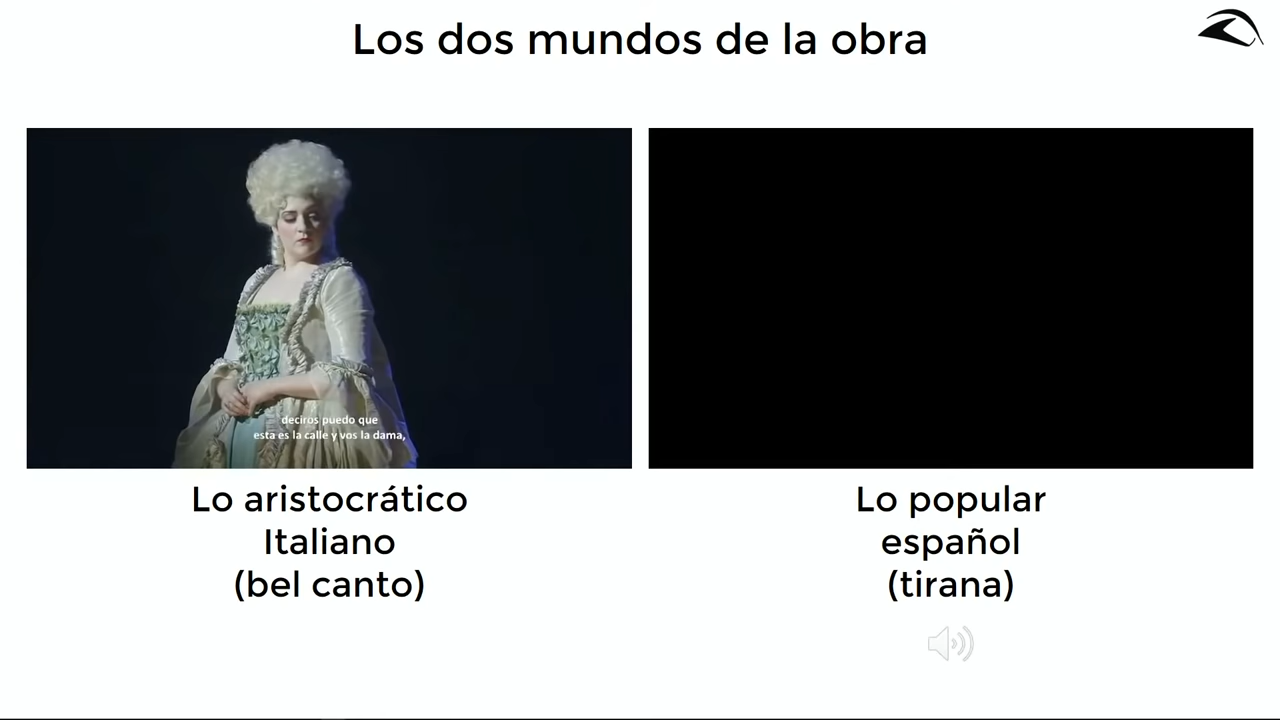 Los dos mundos de la obra
deciros puedo que
esta es la calle y vos la dama,
Lo aristocrático
Italiano
(bel canto)
Lo popular
español
(tirana)